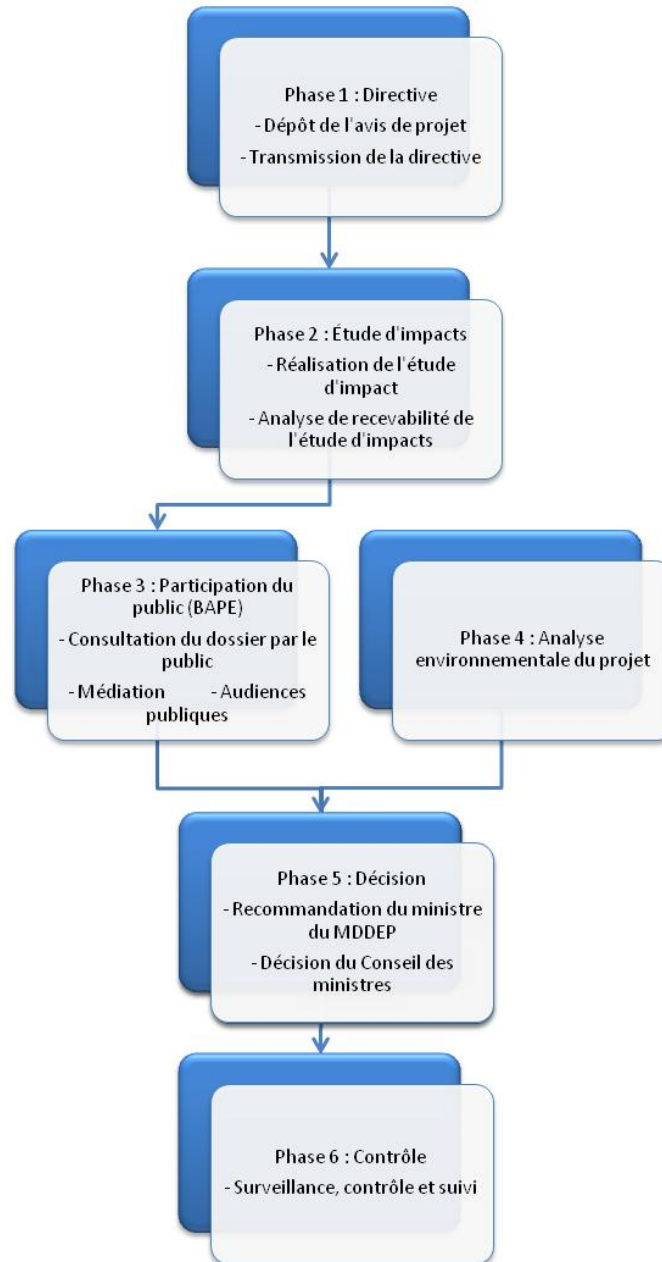 Phase 1 : Directive
- Dépôt de l'avis de projet
- Transmission de la directive
Phase 2 : Étude d'impacts
- Réalisation de l'étude
d'impact
- Analyse de recevabilité de
l'étude d'impacts
Phase 3 : Participation du
public (BAPE)
- Consultation du dossier par le
public
- Médiation - Audiences
publiques
Phase 4 : Analyse
environnementale du projet
Phase 5 : Décision
- Recommandation du ministre
du MDDEP
- Décision du Conseil des
ministres
Phase 6 : Contrôle
- Surveillance, contrôle et suivi